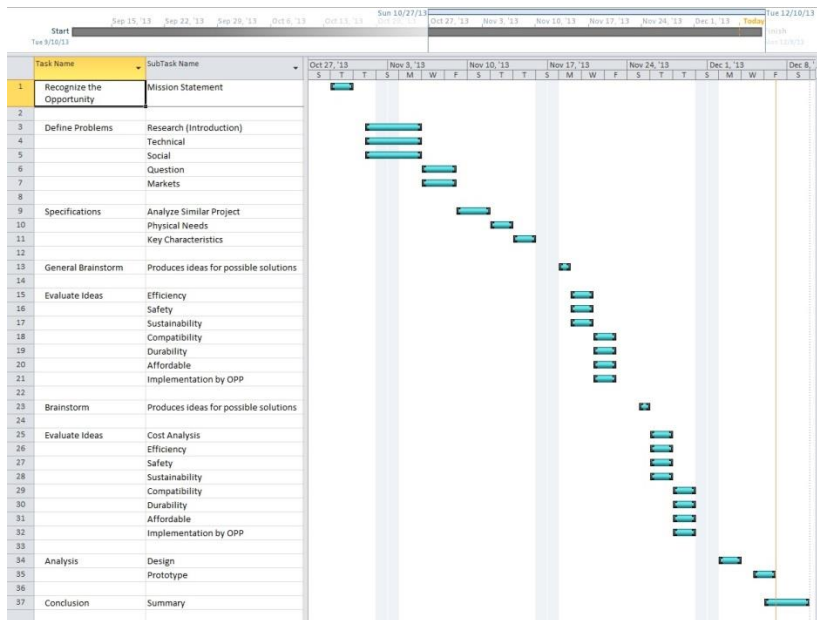 Sun 10/27/13
Tue 12/10/13
Sep 15, '13 Sep 22, '13 Sep 29, '13 Oct 6, '13 Oct 13, '13 Oct 27, '13 Nov 3, '13 Nov 10, '13 Nov 17, '13 Nov 24, '13 Dec 1, '13 Today
Start
Tue 9/10/13
Task Name SubTask Name Oct 27, '13 Nov 3, '13 Nov 10, '13 Nov 17, '13 Nov 24, '13 Dec 1, '13 Dec 8, '
S T T S M W F S T T S M W F S T T S M W F S
1 Recognize the Mission Statement
Opportunity
2
3 Define Problems Research (Introduction)
4 Technical
5 Social
6 Question
7 Markets
8
9 Specifications Analyze Similar Project
10 Physical Needs
11 Key Characteristics
12
13 General Brainstorm Produces ideas for possible solutions
14
15 Evaluate Ideas Efficiency
16 Safety
17 Sustainability
18 Compatibility
19 Durability
20 Affordable
21 Implementation by OPP
22
23 Brainstorm Produces ideas for possible solutions
24
25 Evaluate Ideas Cost Analysis
26 Efficiency
27 Safety
28 Sustainability
29 Compatibility
30 Durability
31 Affordable
32 Implementation by OPP
33
34 Analysis Design
35 Prototype
36
37 Conclusion Summary